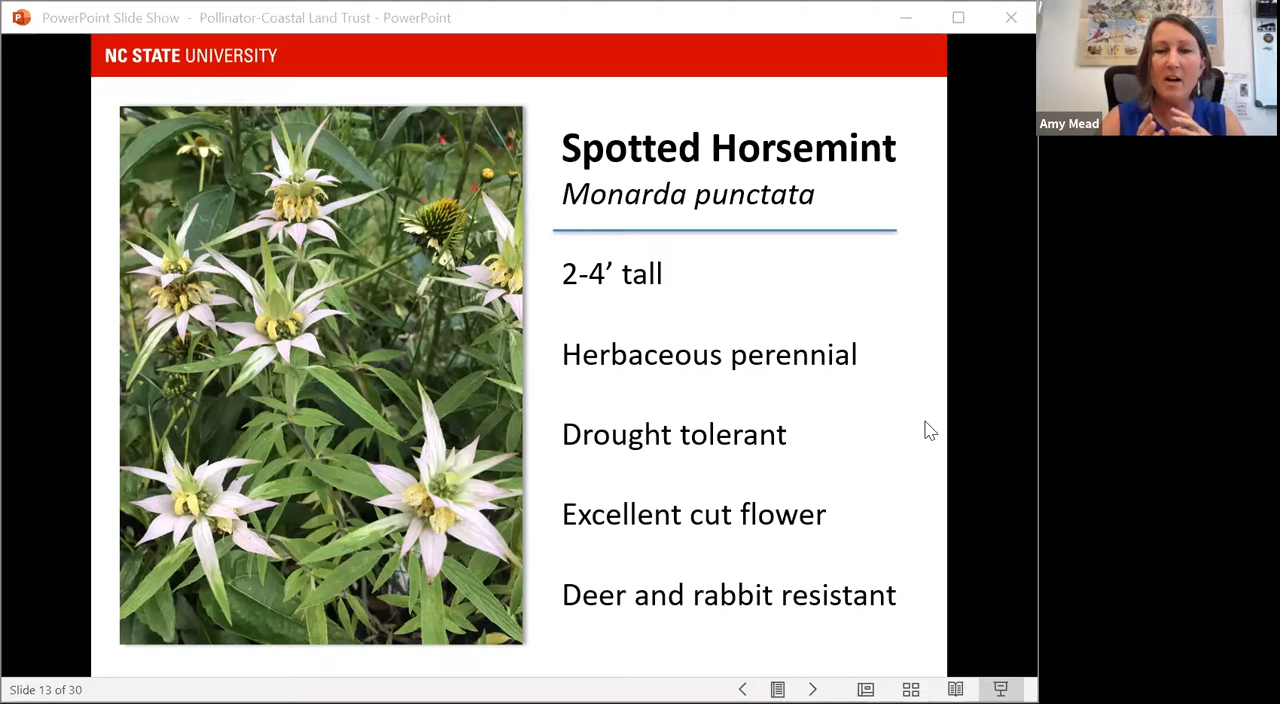 PowerPoint Slide Show - Pollinator-Coastal Land Trust - PowerPoint
NC STATE UNIVERSITY
Amy Mead
Spotted Horsemint
Monarda punctata
2-4’ tall
Herbaceous perennial
Drought tolerant
Excellent cut flower
Deer and rabbit resistant
Slide 13 of 30